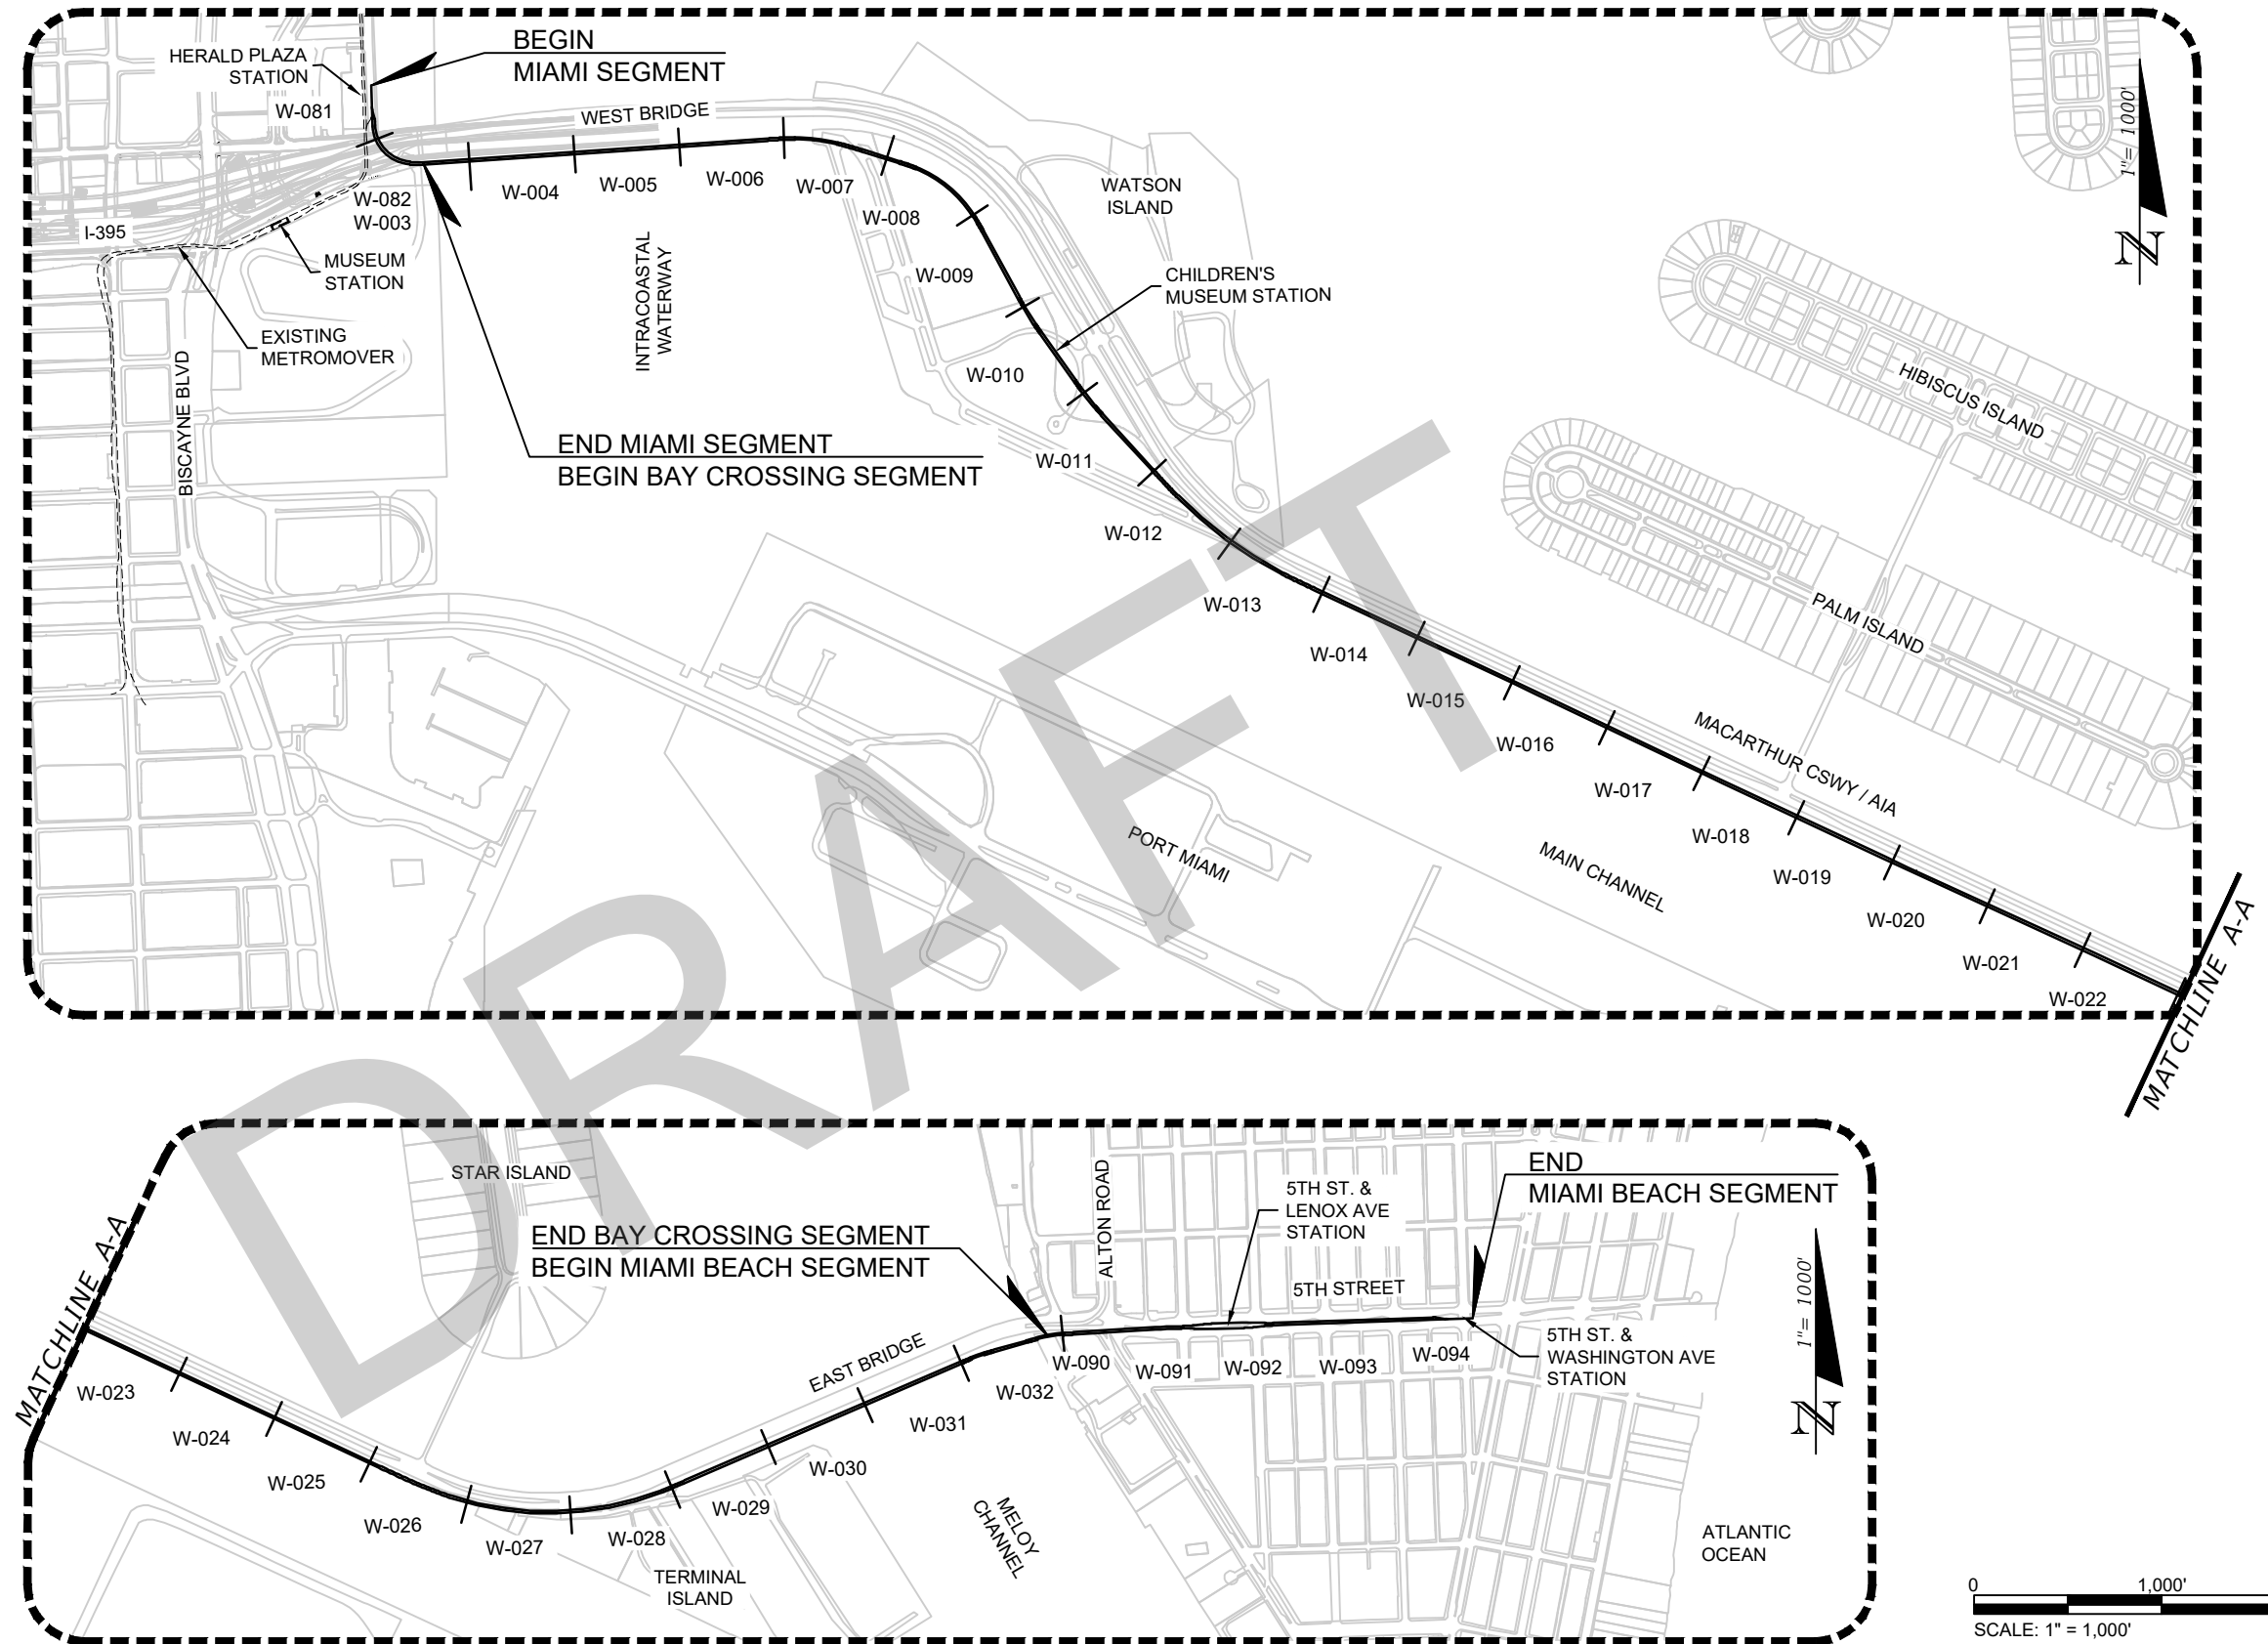 BEGIN
MIAMI SEGMENT
HERALD PLAZA
STATION
W-081
WEST BRIDGE
1"= 1000'
N
W-004
W-005
W-006
W-007
W-008
W-082
W-003
I-395
MUSEUM
STATION
EXISTING
METROMOVER
BISCAYNE BLVD
INTRACOASTAL
WATERWAY
WATSON
ISLAND
W-009
CHILDREN'S
MUSEUM STATION
W-010
HIBISCUS ISLAND
END MIAMI SEGMENT
BEGIN BAY CROSSING SEGMENT
W-011
W-012
W-013
PALM ISLAND
W-014
W-015
W-016
MACARTHUR CSWY / AIA
W-017
W-018
W-019
PORT MIAMI
MAIN CHANNEL
W-020
W-021
W-022
MATCHLINE A-A
DRAFT
STAR ISLAND
END BAY CROSSING SEGMENT
BEGIN MIAMI BEACH SEGMENT
ALTON ROAD
5TH ST. &
LENOX AVE
STATION
END
MIAMI BEACH SEGMENT
5TH STREET
1"= 1000'
N
MATCHLINE A-A
EAST BRIDGE
5TH ST. &
WASHINGTON AVE
STATION
W-023
W-024
W-025
W-026
W-027
W-028
W-029
W-030
W-031
W-032
W-090
W-091
W-092
W-093
W-094
MELOY
CHANNEL
TERMINAL
ISLAND
ATLANTIC
OCEAN
0 1,000'
SCALE: 1" = 1,000'